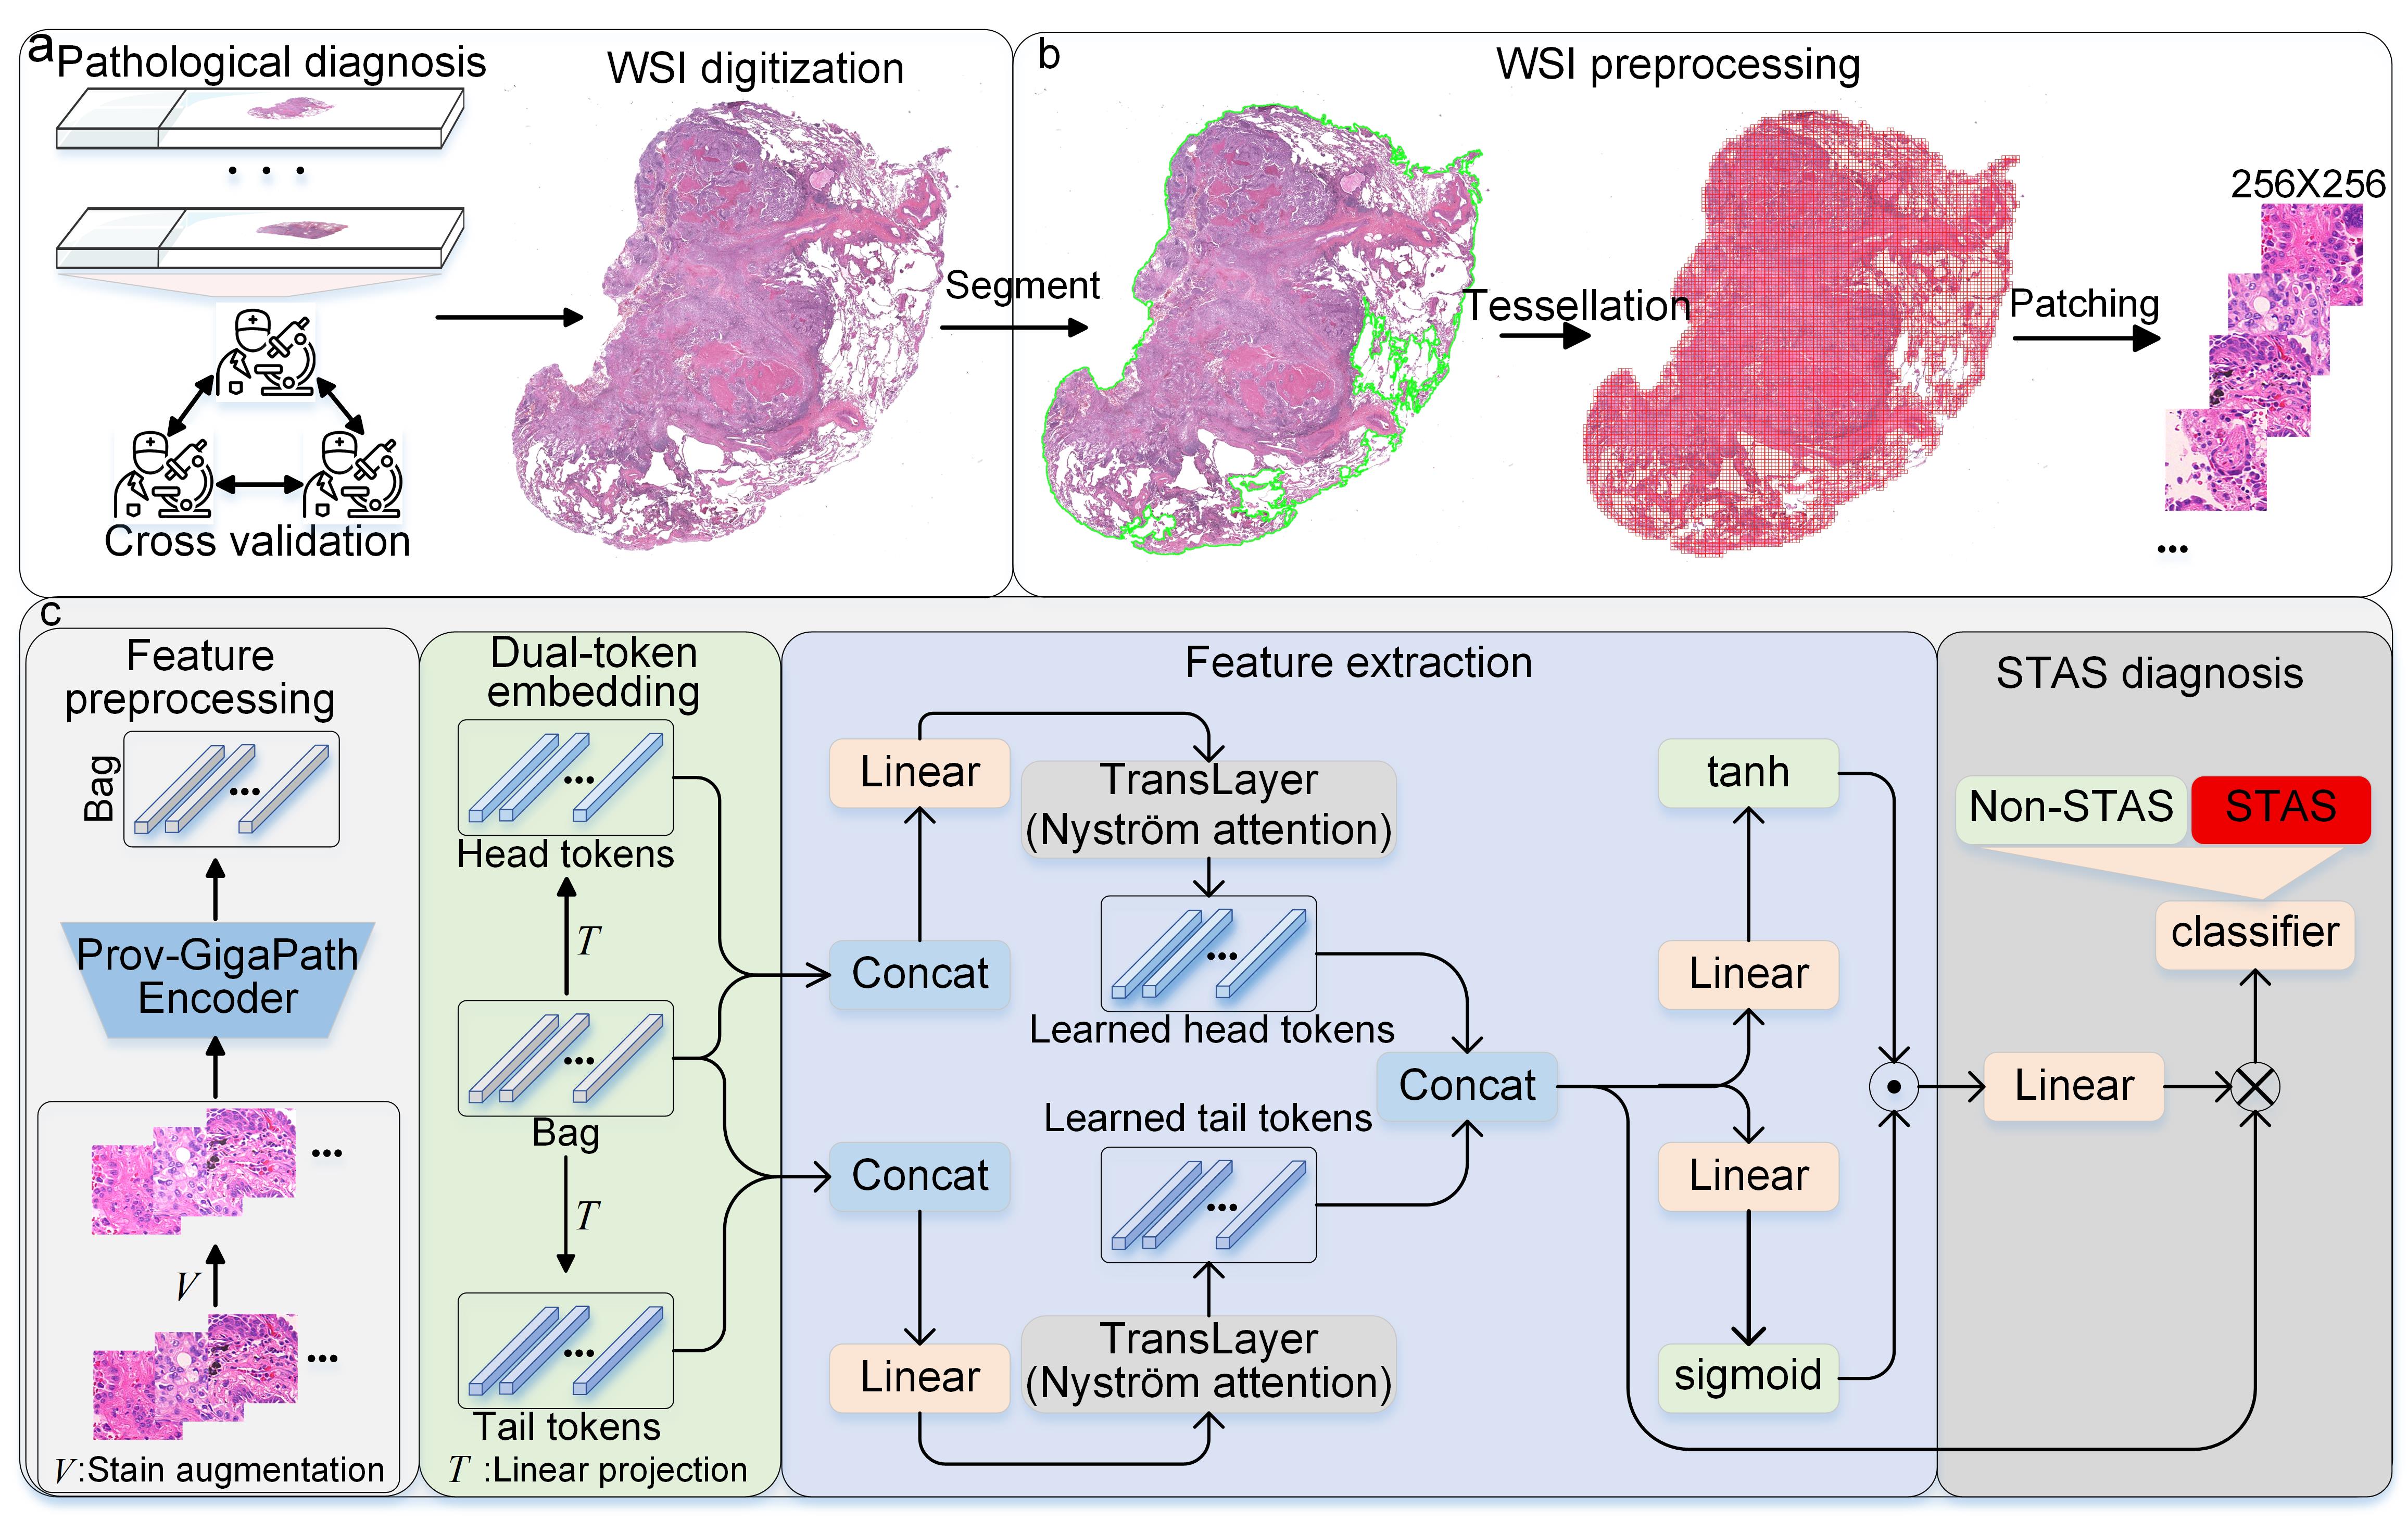 a
Pathological diagnosis
WSI digitization
. . .
Cross validation
Segment
b
WSI preprocessing
Tessellation
Patching
256X256
...
c
Feature
preprocessing
Bag
...
Prov-GigaPath
Encoder
...
V
...
V:Stain augmentation
Dual-token
embedding
...
Head tokens
T
...
Bag
T
...
Tail tokens
T :Linear projection
Feature extraction
Linear
TransLayer
(Nyström attention)
...
Learned head tokens
Concat
Concat
Learned tail tokens
...
Linear
TransLayer
(Nyström attention)
Concat
tanh
Linear
Linear
sigmoid
STAS diagnosis
Non-STAS
STAS
classifier
Linear